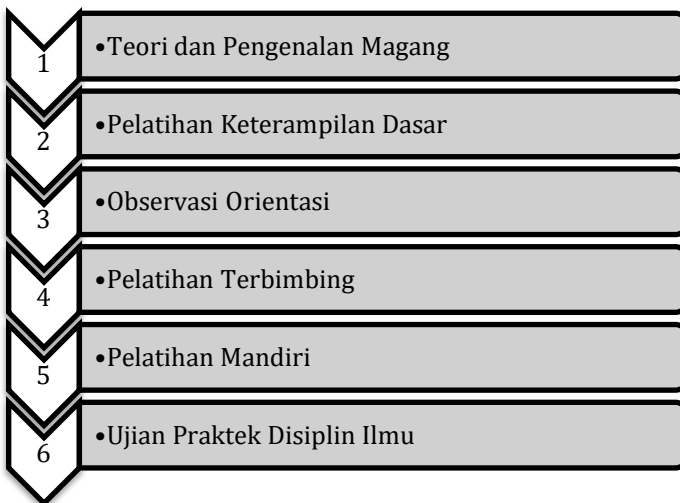 1 •Teori dan Pengenalan Magang
2 •Pelatihan Keterampilan Dasar
3 •Observasi Orientasi
4 •Pelatihan Terbimbing
5 •Pelatihan Mandiri
6 •Ujian Praktek Disiplin Ilmu